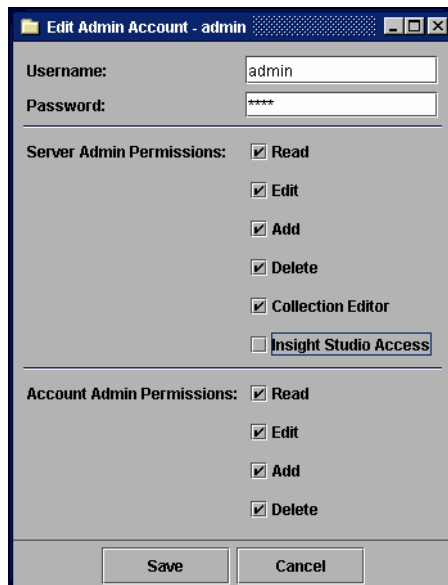 Edit Admin Account - admin
Username: admin
Password: ****
Server Admin Permissions: Read
Edit
Add
Delete
Collection Editor
Insight Studio Access
Account Admin Permissions: Read
Edit
Add
Delete
Save Cancel